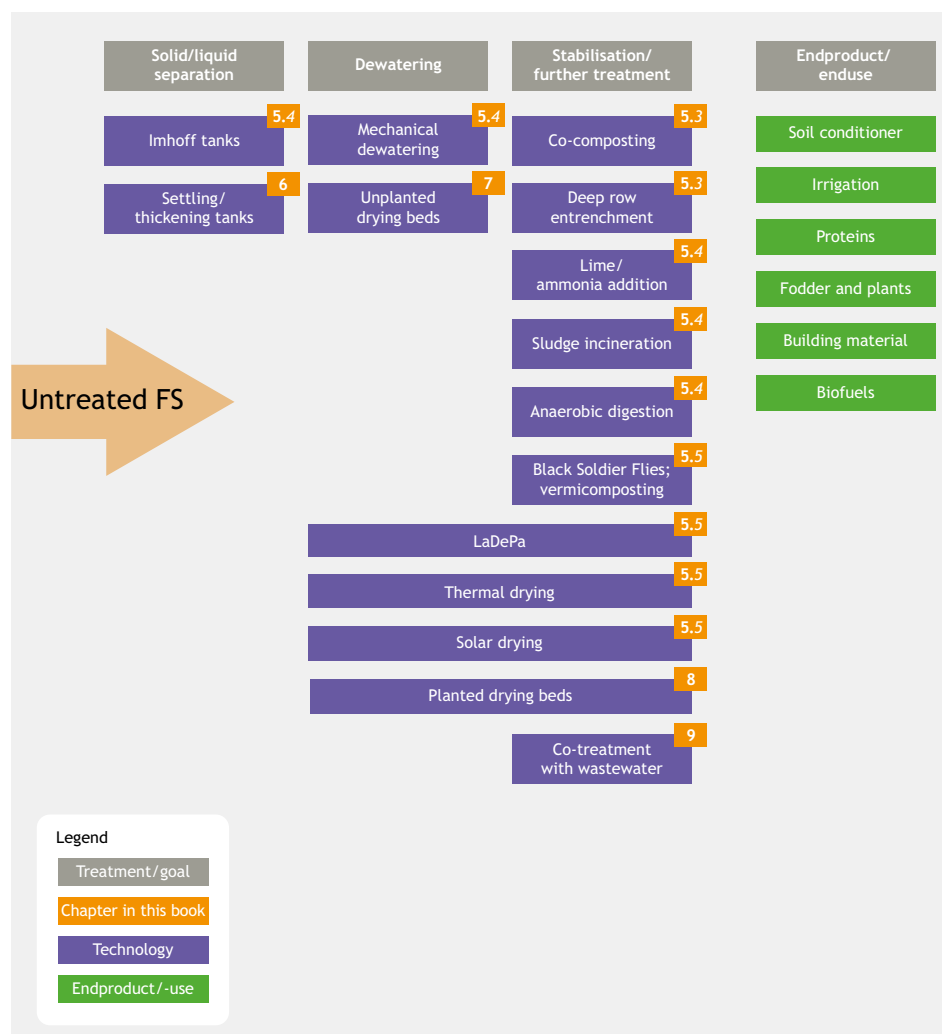 Solid/liquid
separation
Dewatering
Stabilisation/
further treatment
Endproduct/
enduse
5.4
Imhoff tanks
5.4
Mechanical
dewatering
5.3
Co-composting
Soil conditioner
6
Settling/
thickening tanks
7
Unplanted
drying beds
5.3
Deep row
entrenchment
Irrigation
Proteins
5.4
Lime/
ammonia addition
Fodder and plants
5.4
Sludge incineration
Building material
Untreated FS
5.4
Anaerobic digestion
Biofuels
5.5
Black Soldier Flies;
vermicomposting
5.5
LaDePa
5.5
Thermal drying
5.5
Solar drying
8
Planted drying beds
9
Co-treatment
with wastewater
Legend
Treatment/goal
Chapter in this book
Technology
Endproduct/-use